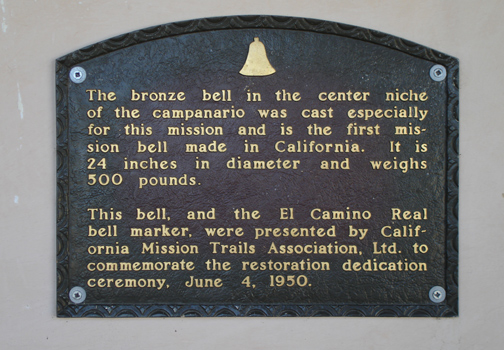 The bronze bell in the center niche
of the campanario was cast especially
for this mission and is the first mis-
sion bell made in California. It is
24 inches in diameter and weighs
500 pounds.
This bell, and the El Camino Real
bell marker, were presented by Calif-
ornia Mission Trails Association, Ltd. to
commemorate the restoration dedication
ceremony, June 4, 1950.